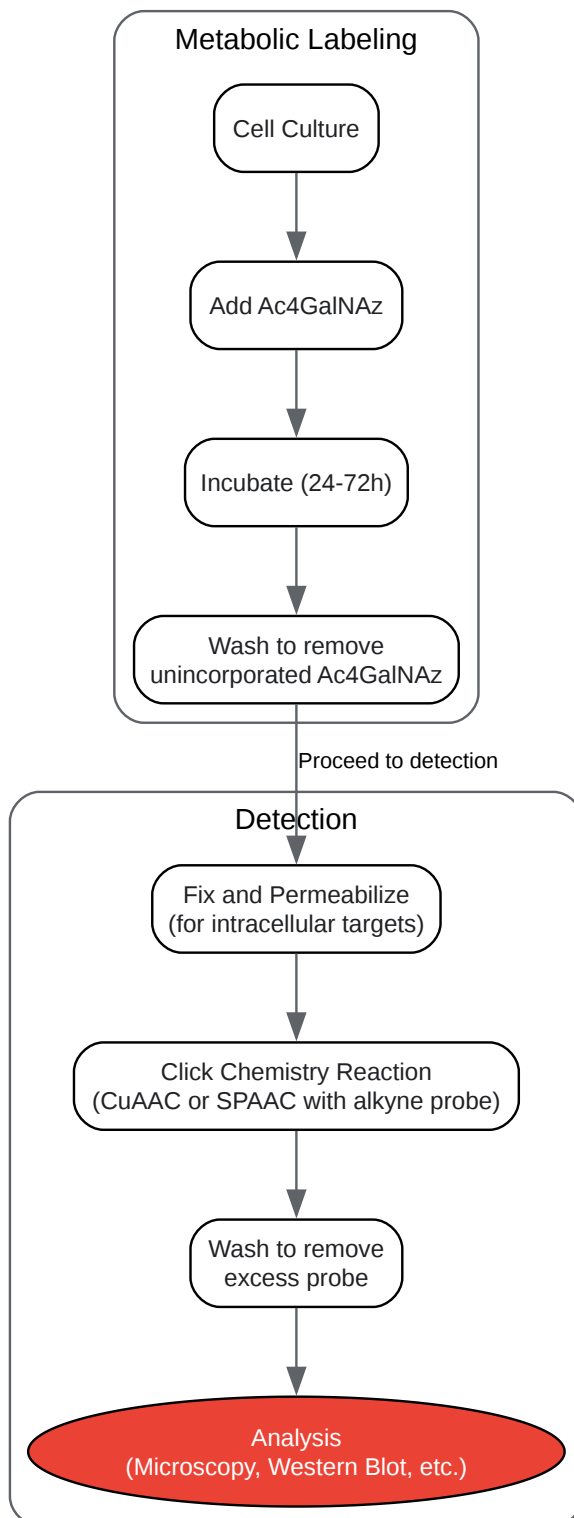 Metabolic Labeling
Cell Culture
Add Ac4GalNAz
Incubate (24-72h)
Wash to remove
unincorporated Ac4GalNAz
Proceed to detection
Detection
Fix and Permeabilize
(for intracellular targets)
Click Chemistry Reaction
(CuAAC or SPAAC with alkyne probe)
Wash to remove
excess probe
Analysis
(Microscopy, Western Blot, etc.)